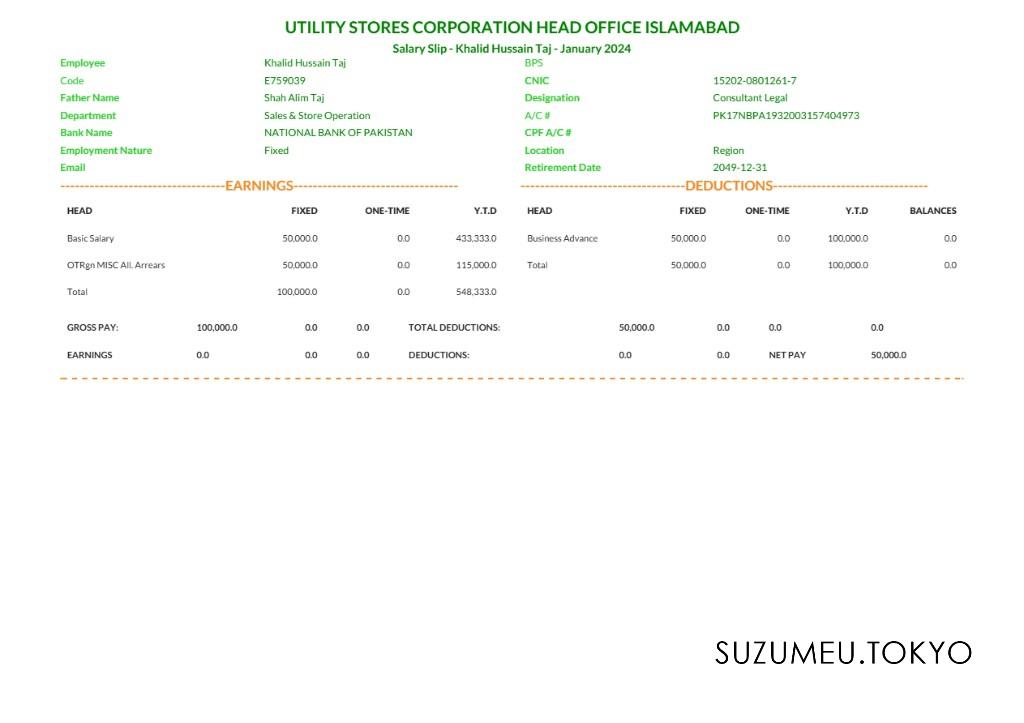 UTILITY STORES CORPORATION HEAD OFFICE ISLAMABAD
Salary Slip - Khalid Hussain Taj - January 2024
Employee Khalid Hussain Taj BPS
Code E759039 CNIC 15202-0801261-7
Father Name Shah Alim Taj Designation Consultant Legal
Department Sales & Store Operation A/C # PK17NBPA1932003157404973
Bank Name NATIONAL BANK OF PAKISTAN CPF A/C #
Employment Nature Fixed Location Region
Email Retirement Date 2049-12-31
----------------------------------EARNINGS---------------------------------- ----------------------------------DEDUCTIONS--------------------------------
HEAD FIXED ONE-TIME Y.T.D HEAD FIXED ONE-TIME Y.T.D BALANCES
Basic Salary 50,000.0 0.0 433,333.0 Business Advance 50,000.0 0.0 100,000.0 0.0
OTRgn MISC All. Arrears 50,000.0 0.0 115,000.0 Total 50,000.0 0.0 100,000.0 0.0
Total 100,000.0 0.0 548,333.0
GROSS PAY: 100,000.0 0.0 0.0 TOTAL DEDUCTIONS: 50,000.0 0.0 0.0 0.0
EARNINGS 0.0 0.0 0.0 DEDUCTIONS: 0.0 0.0 NET PAY 50,000.0
SUZUMEU.TOKYO